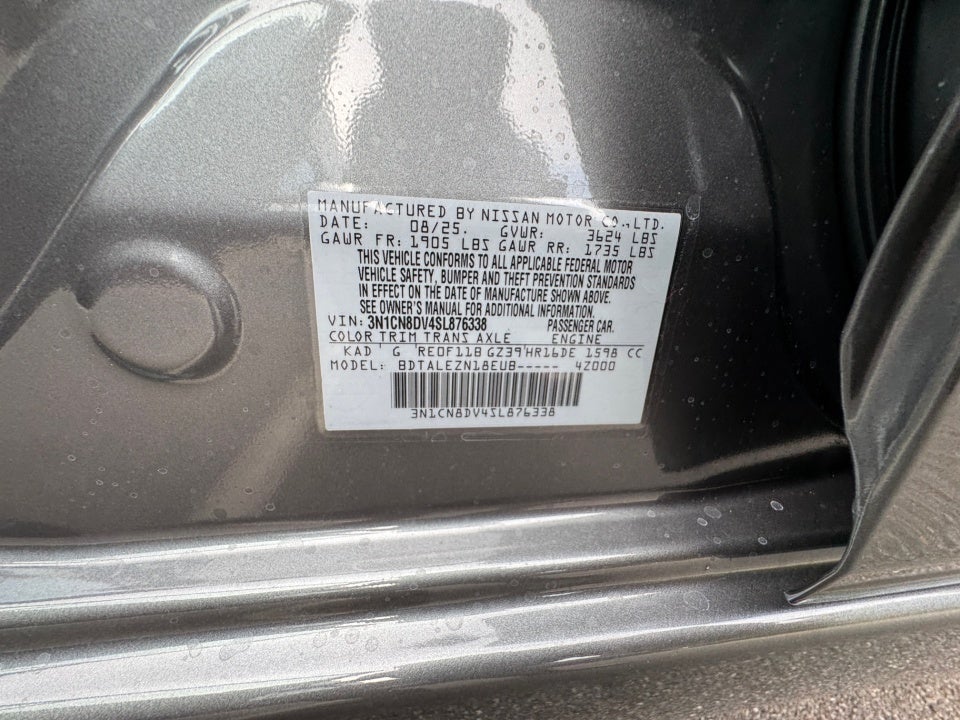 MANUFACTURED BY NISSAN MOTOR CO.,LTD.
DATE: 08/25. GVWR: 3624 LBS
GAWR FR: 1905 LBS GAWR RR: 1735 LBS
THIS VEHICLE CONFORMS TO ALL APPLICABLE FEDERAL MOTOR
VEHICLE SAFETY, BUMPER AND THEFT PREVENTION STANDARDS
IN EFFECT ON THE DATE OF MANUFACTURE SHOWN ABOVE.
SEE OWNER'S MANUAL FOR ADDITIONAL INFORMATION.
VIN: 3N1CN8DV4SL876338 PASSENGER CAR.
COLOR TRIM TRANS AXLE ENGINE
KAD G RE0F11B GZ39 HR16DE 1598 CC
MODEL: BDTALEZN18EUB----- 4Z000
3N1CN8DV4SL876338